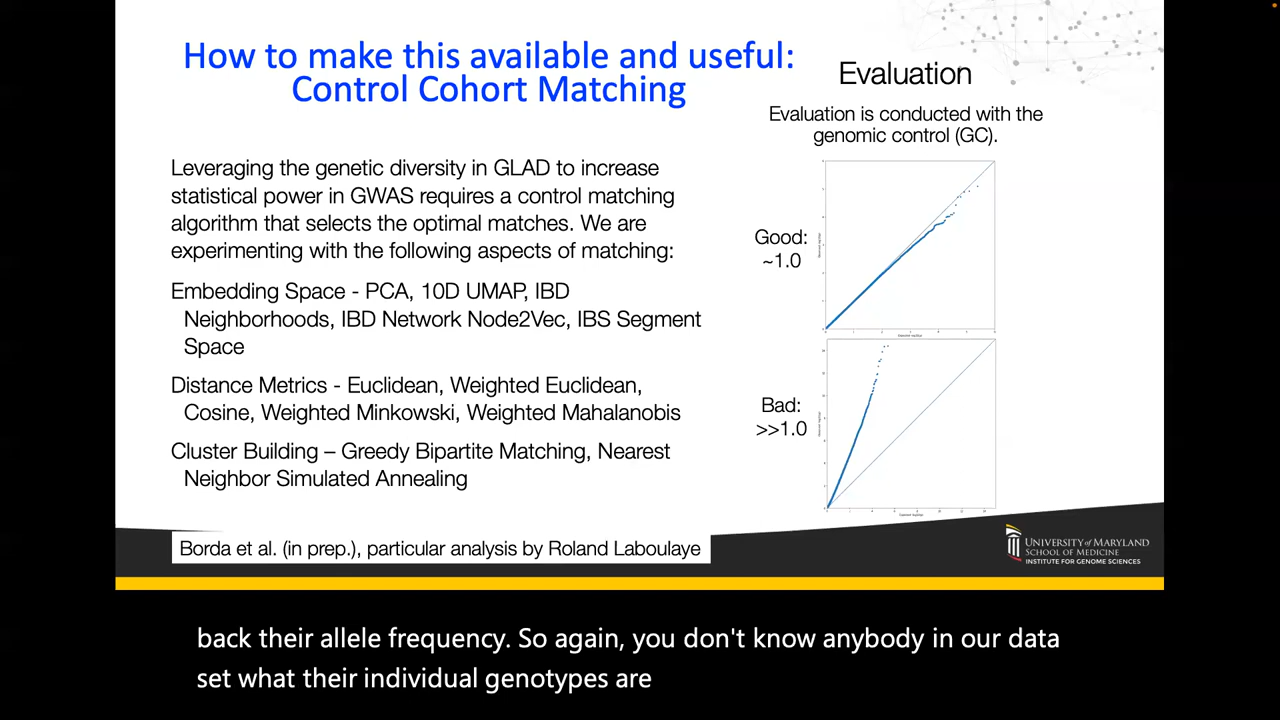 How to make this available and useful:
Control Cohort Matching
Evaluation
Evaluation is conducted with the
genomic control (GC).
Leveraging the genetic diversity in GLAD to increase
statistical power in GWAS requires a control matching
algorithm that selects the optimal matches. We are
experimenting with the following aspects of matching:
Embedding Space - PCA, 10D UMAP, IBD
Neighborhoods, IBD Network Node2Vec, IBS Segment
Space
Distance Metrics - Euclidean, Weighted Euclidean,
Cosine, Weighted Minkowski, Weighted Mahalanobis
Cluster Building – Greedy Bipartite Matching, Nearest
Neighbor Simulated Annealing
Good:
~1.0
Bad:
>>1.0
Borda et al. (in prep.), particular analysis by Roland Laboulaye
UNIVERSITY of MARYLAND
SCHOOL OF MEDICINE
INSTITUTE FOR GENOME SCIENCES
back their allele frequency. So again, you don't know anybody in our data
set what their individual genotypes are